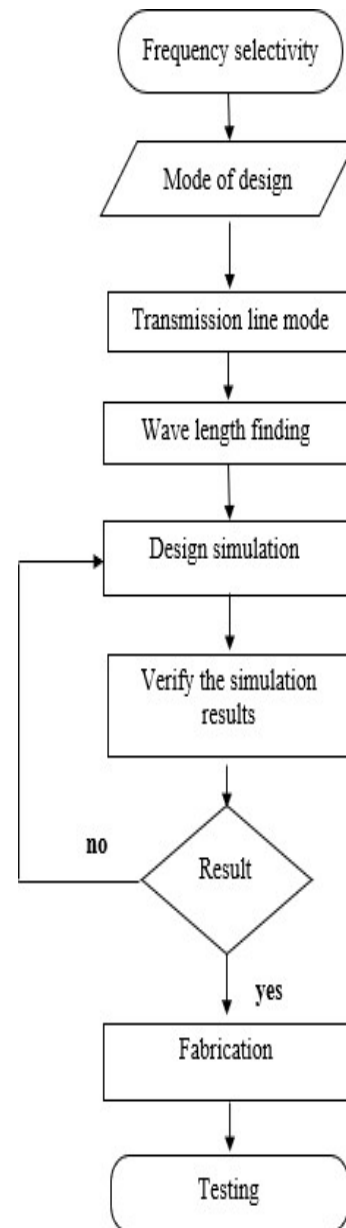 Frequency selectivity
Mode of design
Transmission line mode
Wave length finding
Design simulation
Verify the simulation
results
no
Result
yes
Fabrication
Testing